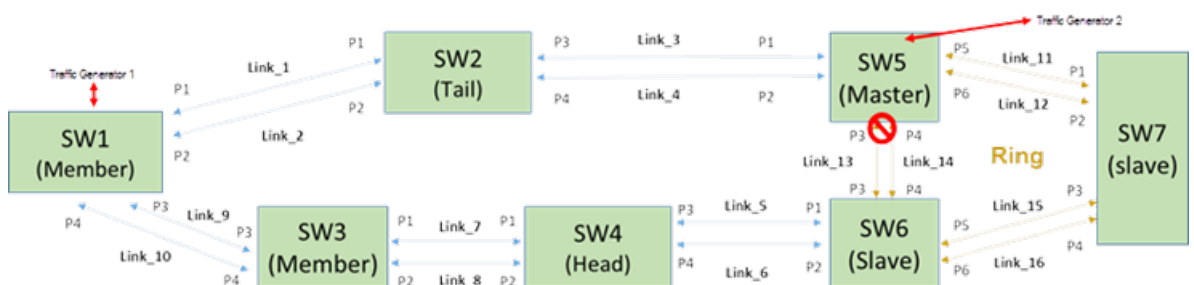 Traffic Generator 2
P1
SW2
(Tail)
P3
Link_3
P1
SW5
(Master)
P5
Link_11
Link_1
P1
Traffic Generator 1
P1
P2
P4
Link_4
P2
P6
Link_12
P2
SW7
(slave)
SW1
(Member)
Link_2
P2
P3
P4
Link_13
Link_14
Ring
P3
P4
P3
P4
Link_9
P3
Link_10
P4
SW3
(Member)
P1
Link_7
P1
P2
Link_8
P2
SW4
(Head)
P3
Link_5
P1
P4
Link_6
P2
SW6
(Slave)
P5
Link_15
P3
P6
Link_16
P4